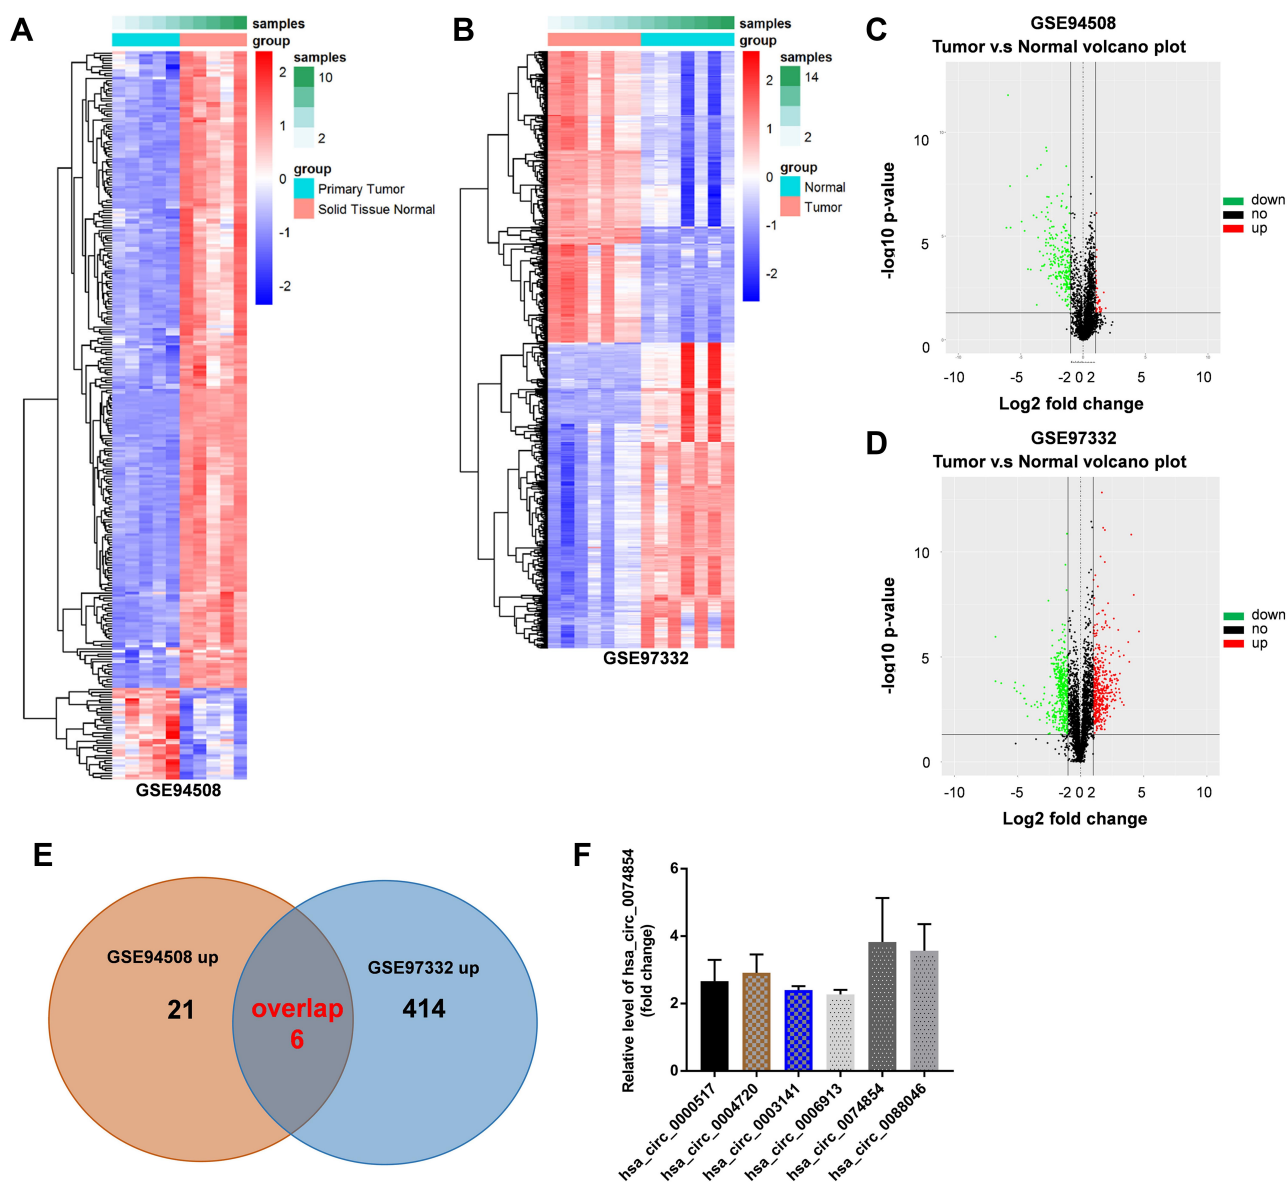 A
samples
group
samples
10
2
group
Primary Tumor
Solid Tissue Normal
2
1
0
-1
-2
GSE94508
B
samples
group
samples
14
2
group
Normal
Tumor
2
1
0
-1
-2
GSE97332
C
GSE94508
Tumor v.s Normal volcano plot
-log10 p-value
10
5
0
-10
-5
-2 0 2
5
10
Log2 fold change
down
no
up
D
GSE97332
Tumor v.s Normal volcano plot
-log10 p-value
10
5
0
-10
-5
-2 0 2
5
10
Log2 fold change
down
no
up
E
GSE94508 up
21
overlap
6
GSE97332 up
414
F
Relative level of hsa_circ_0074854
(fold change)
6
4
2
0
hsa_circ_0000517
hsa_circ_0004720
hsa_circ_0003141
hsa_circ_0006913
hsa_circ_0074854
hsa_circ_0088046